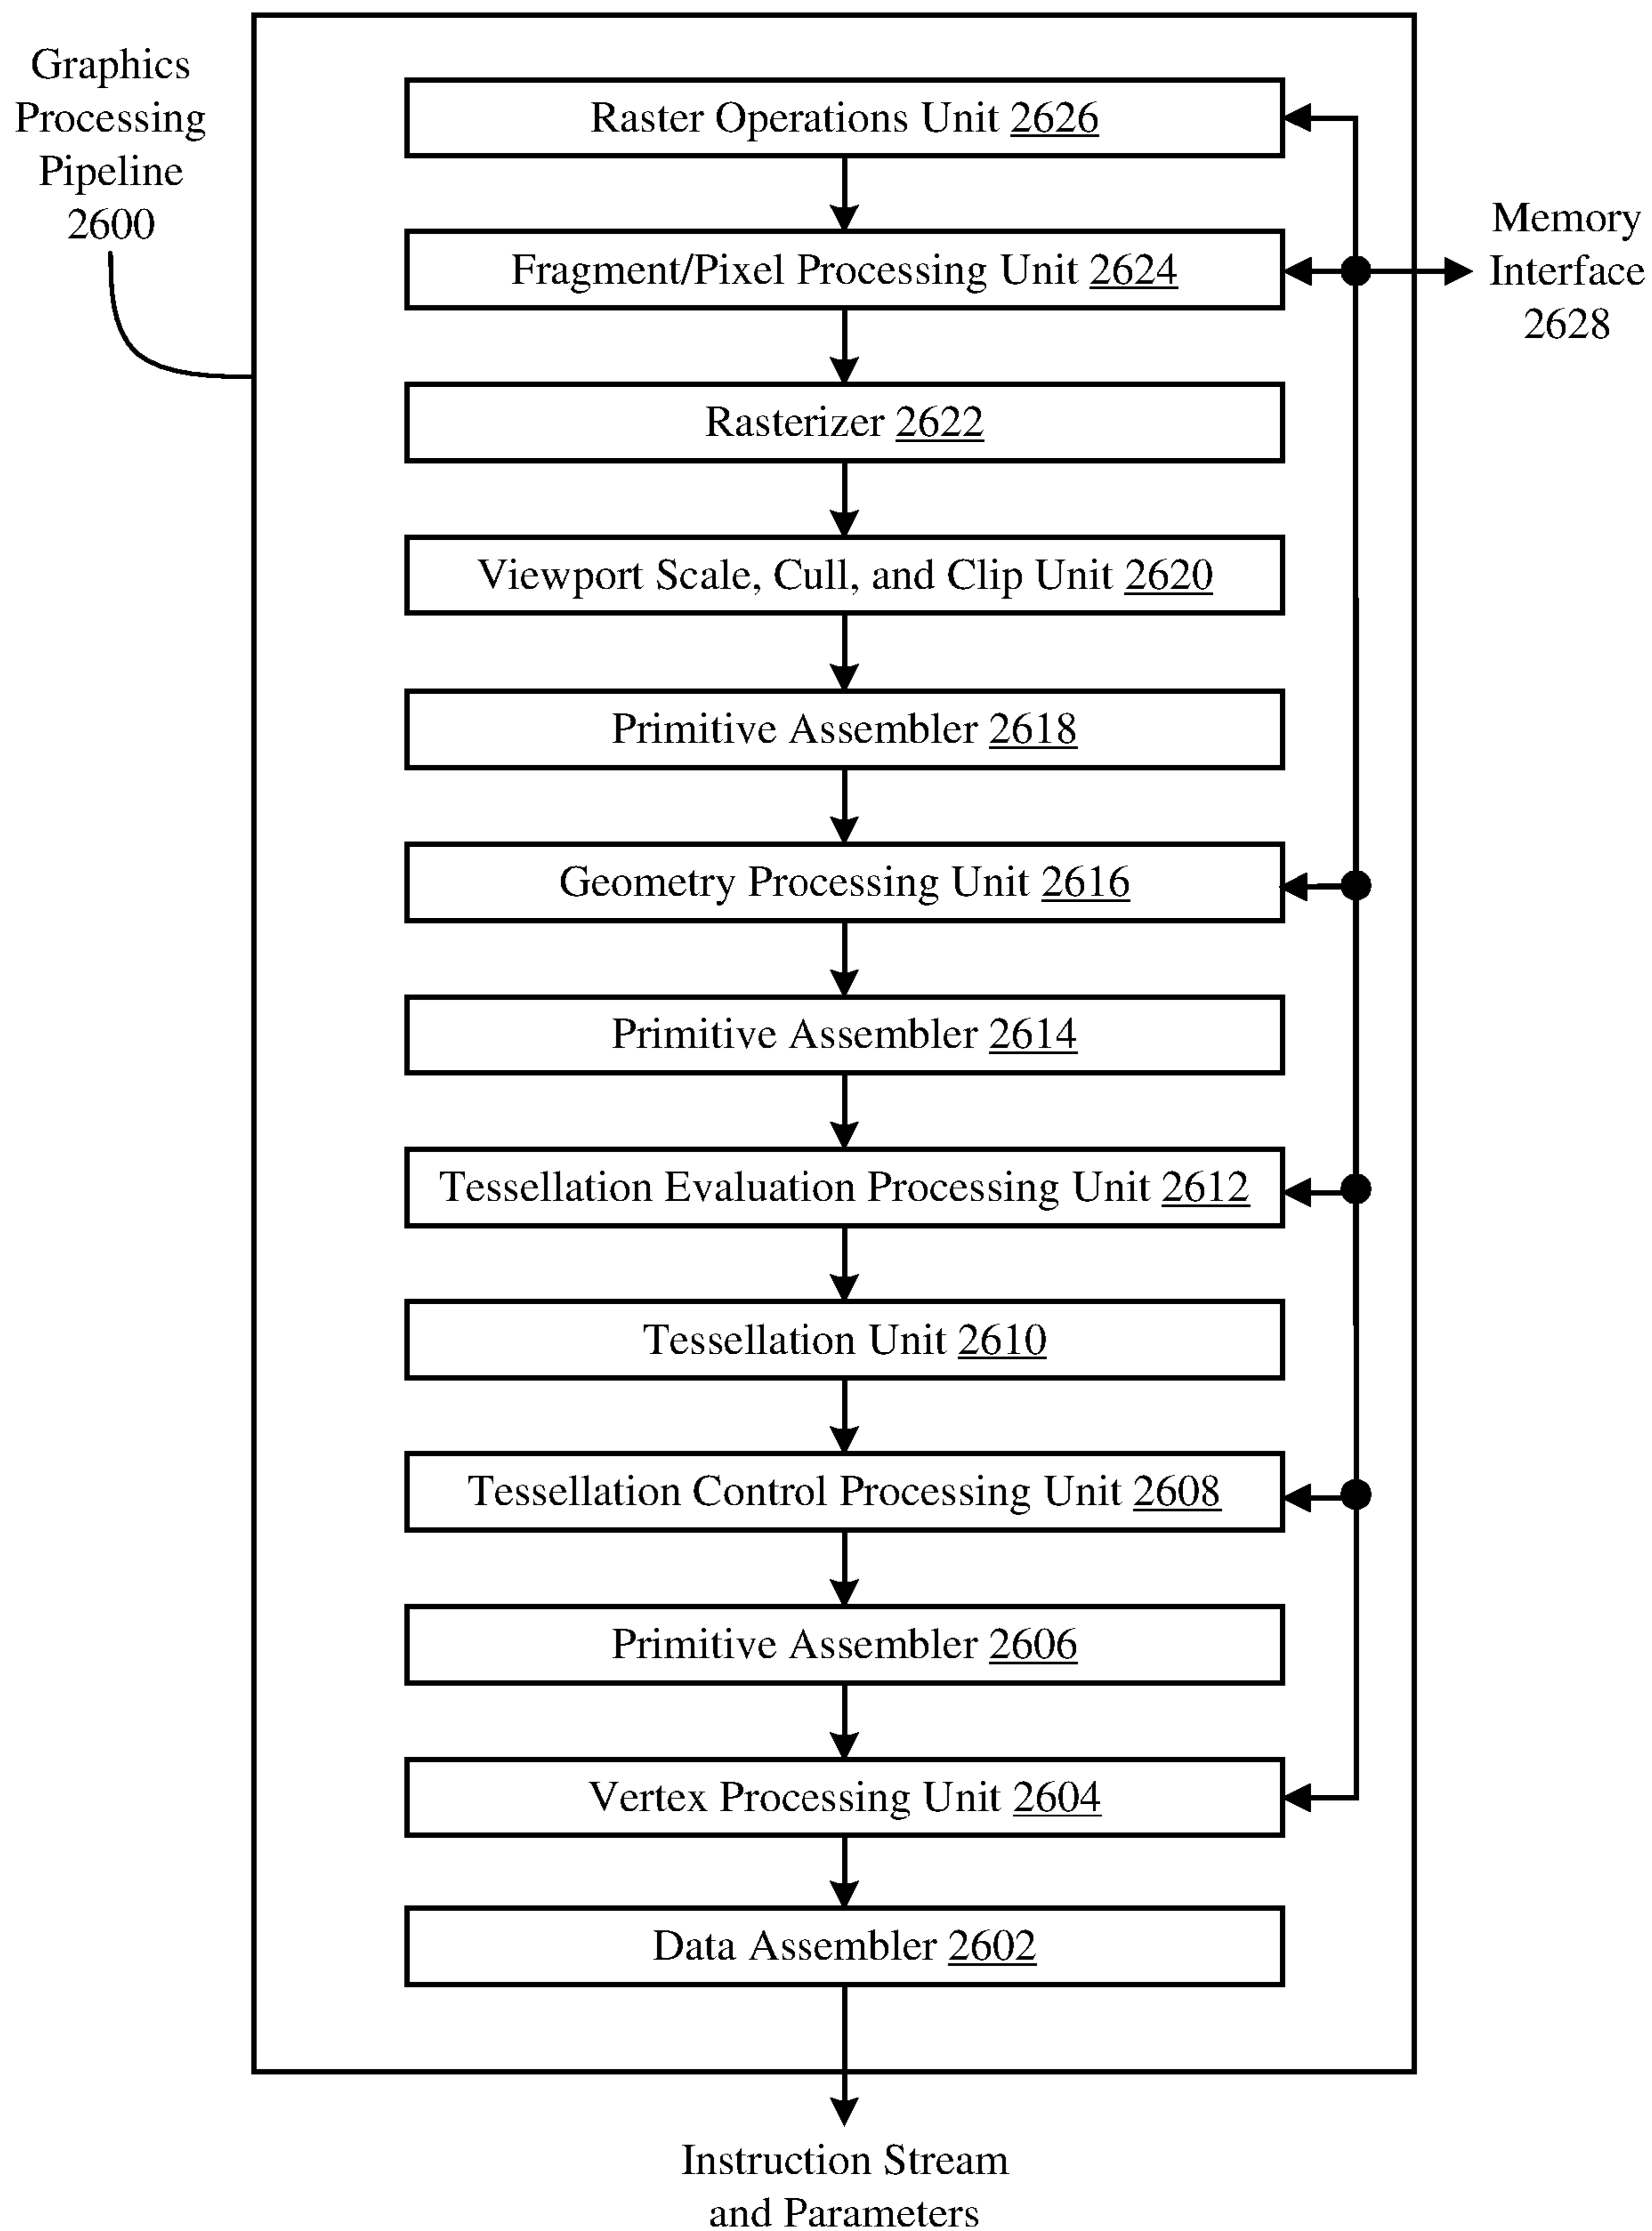 Graphics
Processing
Pipeline
2600
Raster Operations Unit 2626
Fragment/Pixel Processing Unit 2624
Memory
Interface
2628
Rasterizer 2622
Viewport Scale, Cull, and Clip Unit 2620
Primitive Assembler 2618
Geometry Processing Unit 2616
Primitive Assembler 2614
Tessellation Evaluation Processing Unit 2612
Tessellation Unit 2610
Tessellation Control Processing Unit 2608
Primitive Assembler 2606
Vertex Processing Unit 2604
Data Assembler 2602
Instruction Stream
and Parameters